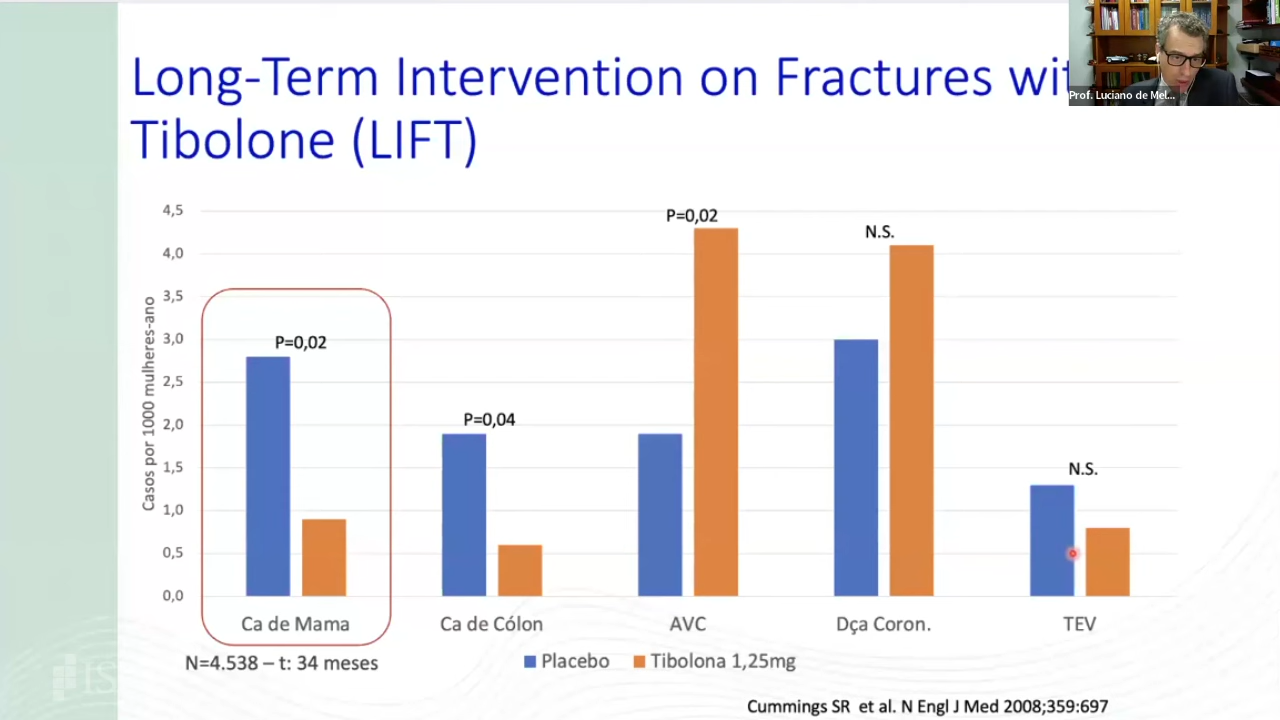 Long-Term Intervention on Fractures wit
Tibolone (LIFT)
Prof. Luciano de Mel...
4,5
4,0
3,5
3,0
2,5
2,0
1,5
1,0
0,5
0,0
Casos por 1000 mulheres-ano
P=0,02
P=0,04
P=0,02
N.S.
N.S.
Ca de Mama
Ca de Cólon
AVC
Dça Coron.
TEV
N=4.538 – t: 34 meses
Placebo
Tibolona 1,25mg
Cummings SR et al. N Engl J Med 2008;359:697